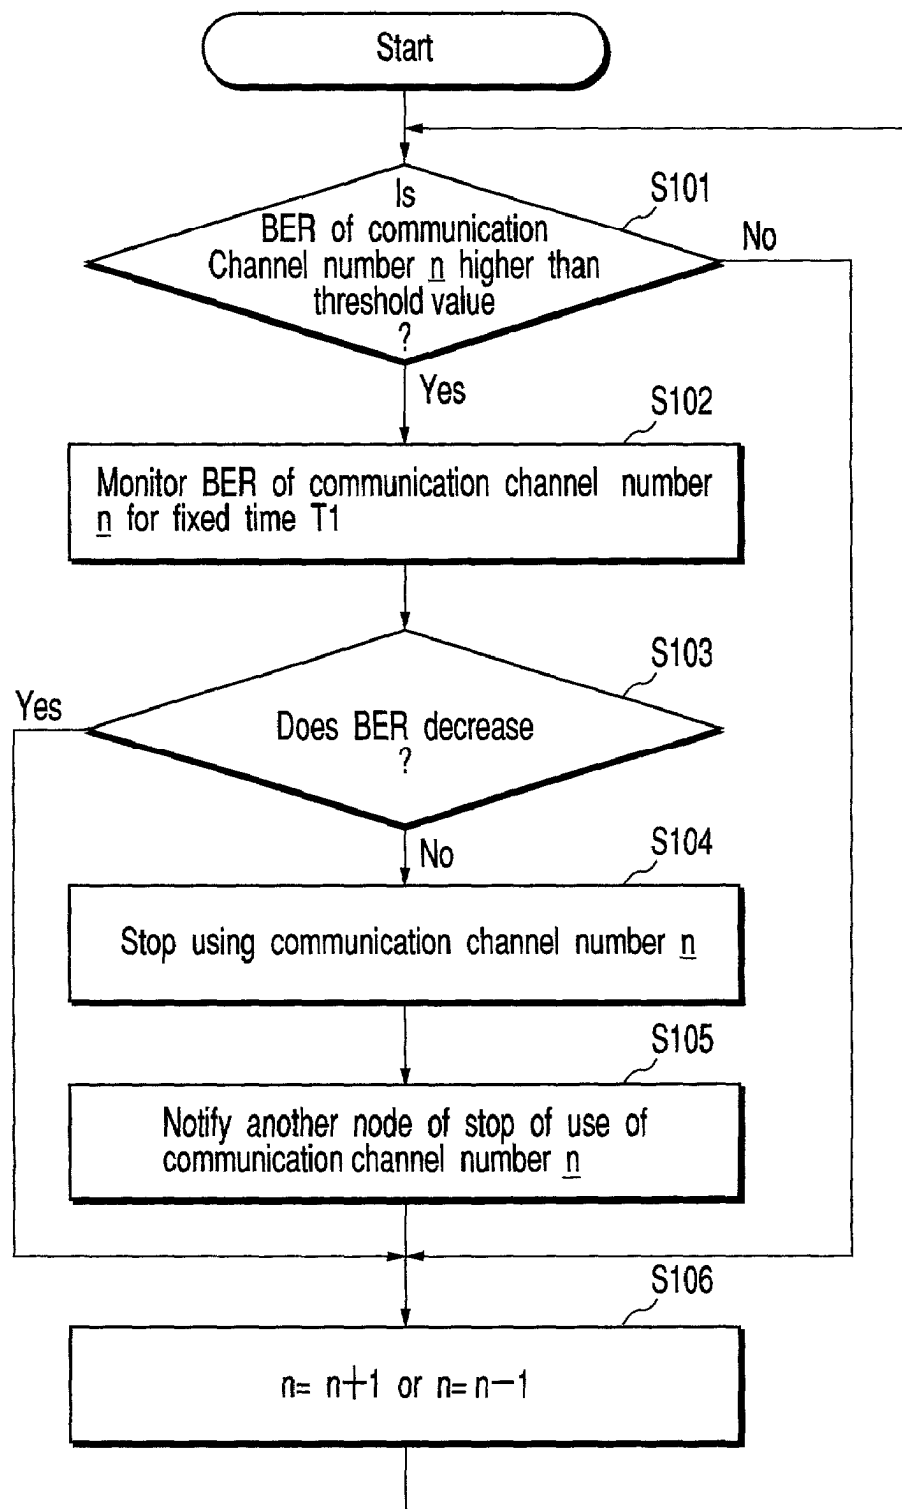 Start
S101
Is
BER of communication
Channel number n higher than
threshold value
?
No
Yes
S102
Monitor BER of communication channel number
n for fixed time T1
S103
Yes
Does BER decrease
?
No
S104
Stop using communication channel number n
S105
Notify another node of stop of use of
communication channel number n
S106
n= n+1 or n= n−1